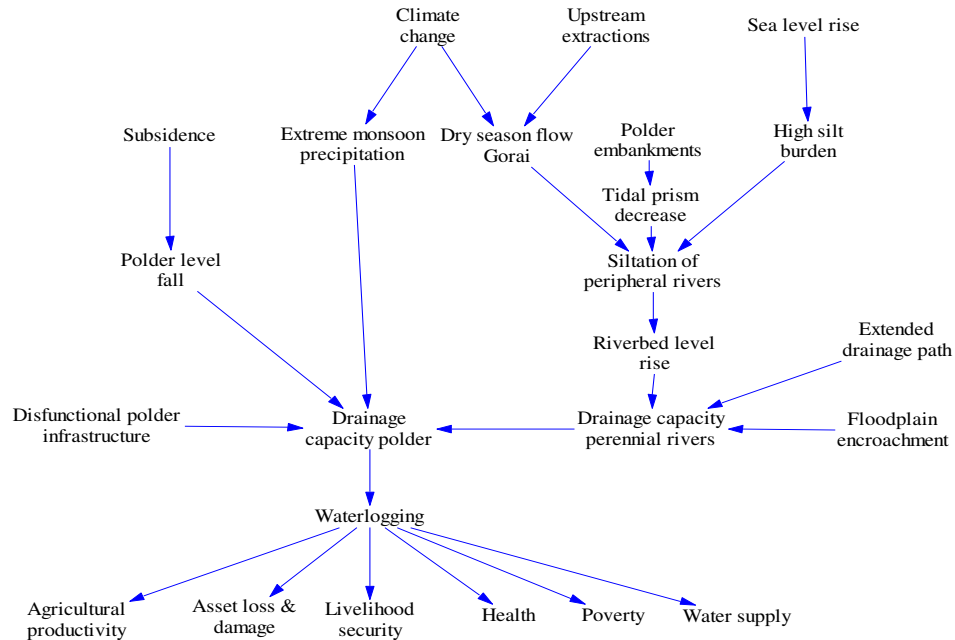 Climate
change
Upstream
extractions
Sea level rise
Subsidence
Extreme monsoon
precipitation
Dry season flow
Gorai
Polder
embankments
High silt
burden
Tidal prism
decrease
Polder level
fall
Siltation of
peripheral rivers
Riverbed level
rise
Extended
drainage path
Disfunctional polder
infrastructure
Drainage
capacity polder
Drainage capacity
perennial rivers
Floodplain
encroachment
Waterlogging
Agricultural
productivity
Asset loss &
damage
Livelihood
security
Health
Poverty
Water supply